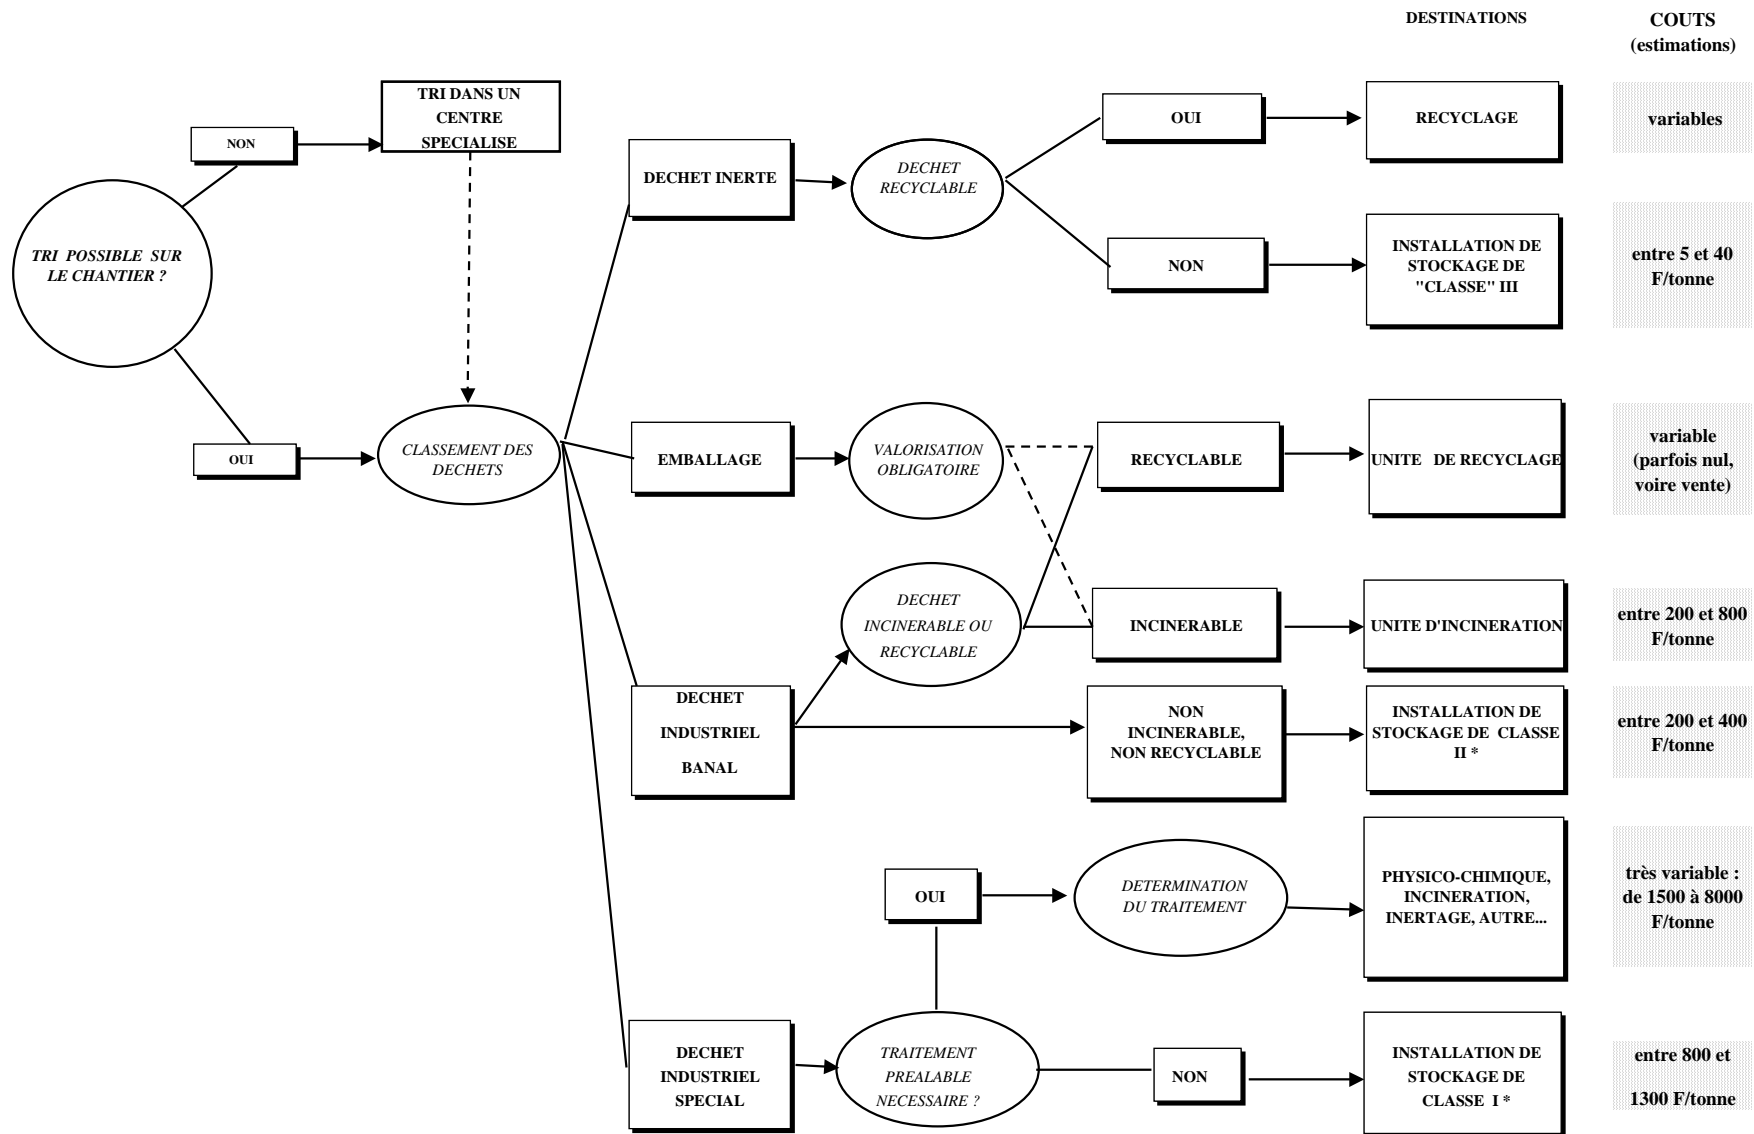 DESTINATIONS
COUTS
(estimations)
TRI DANS UN
CENTRE
SPECIALISE
NON
TRI POSSIBLE SUR
LE CHANTIER ?
OUI
CLASSEMENT DES
DECHETS
DECHET INERTE
DECHET
RECYCLABLE
OUI
RECYCLAGE
variables
NON
INSTALLATION DE
STOCKAGE DE
"CLASSE" III
entre 5 et 40
F/tonne
EMBALLAGE
VALORISATION
OBLIGATOIRE
RECYCLABLE
UNITE DE RECYCLAGE
variable
(parfois nul,
voire vente)
DECHET
INCINERABLE OU
RECYCLABLE
INCINERABLE
UNITE D'INCINERATION
entre 200 et 800
F/tonne
DECHET
INDUSTRIEL
BANAL
NON
INCINERABLE,
NON RECYCLABLE
INSTALLATION DE
STOCKAGE DE CLASSE
II *
entre 200 et 400
F/tonne
OUI
DETERMINATION
DU TRAITEMENT
PHYSICO-CHIMIQUE,
INCINERATION,
INERTAGE, AUTRE...
très variable :
de 1500 à 8000
F/tonne
DECHET
INDUSTRIEL
SPECIAL
TRAITEMENT
PREALABLE
NECESSAIRE ?
NON
INSTALLATION DE
STOCKAGE DE
CLASSE I *
entre 800 et
1300 F/tonne